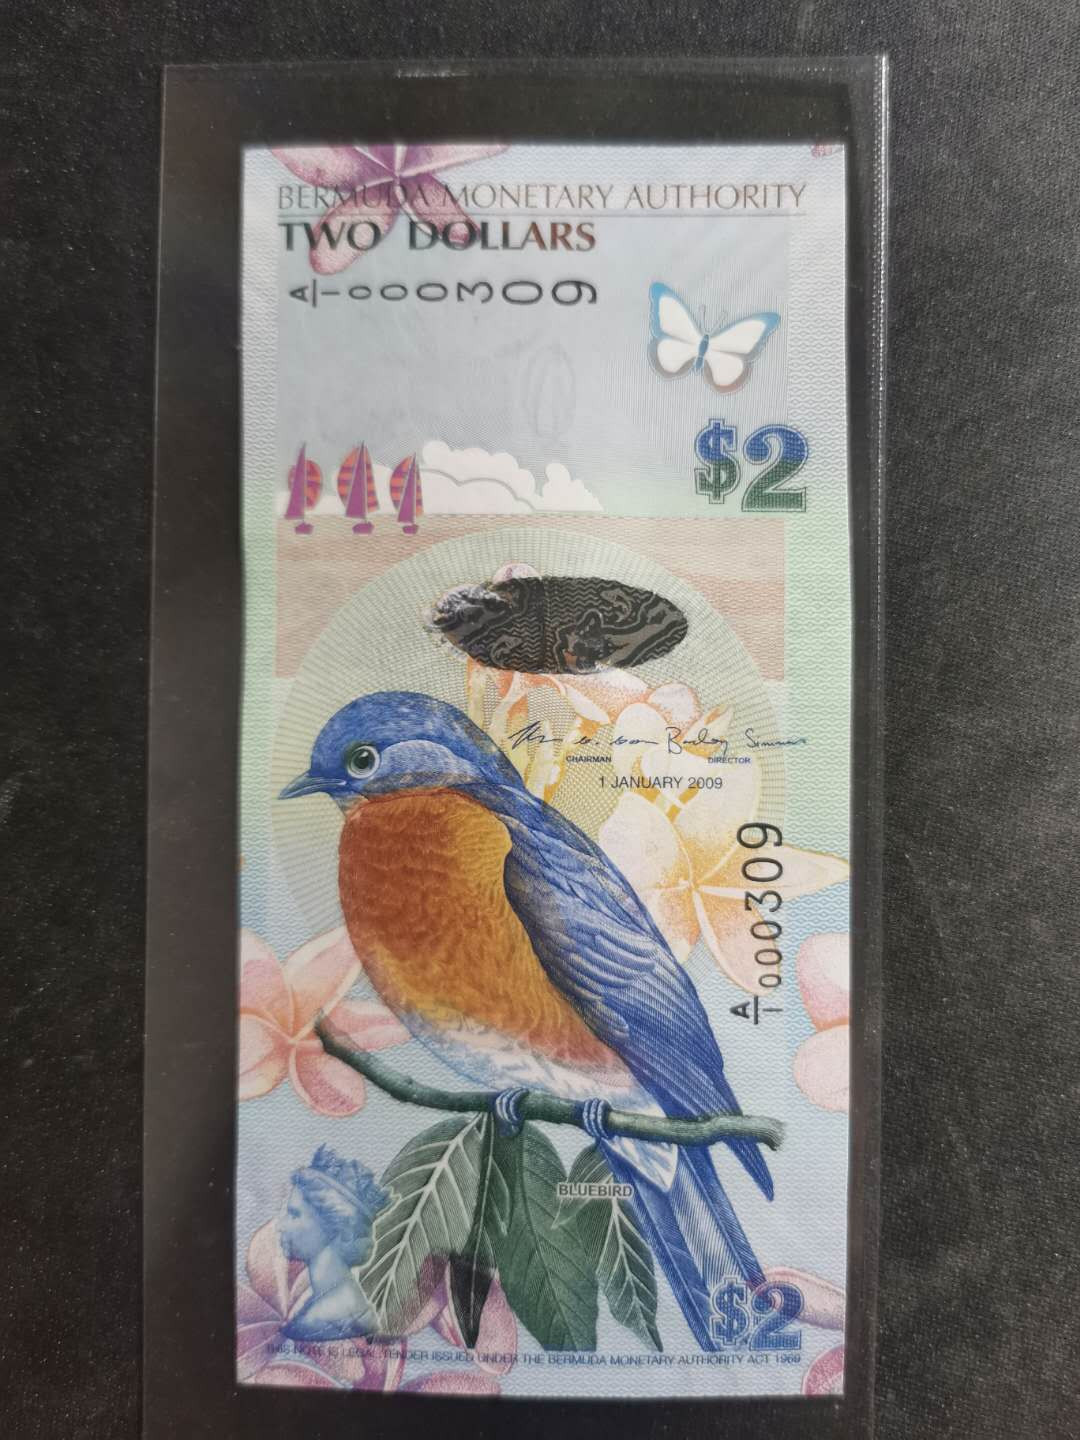 BERMUDA MONETARY AUTHORITY
TWO DOLLARS
A/1 000309
$2
CHAIRMAN DIRECTOR
1 JANUARY 2009
A/1 000309
BLUEBIRD
$2
THIS NOTE IS LEGAL TENDER ISSUED UNDER THE BERMUDA MONETARY AUTHORITY ACT 1969